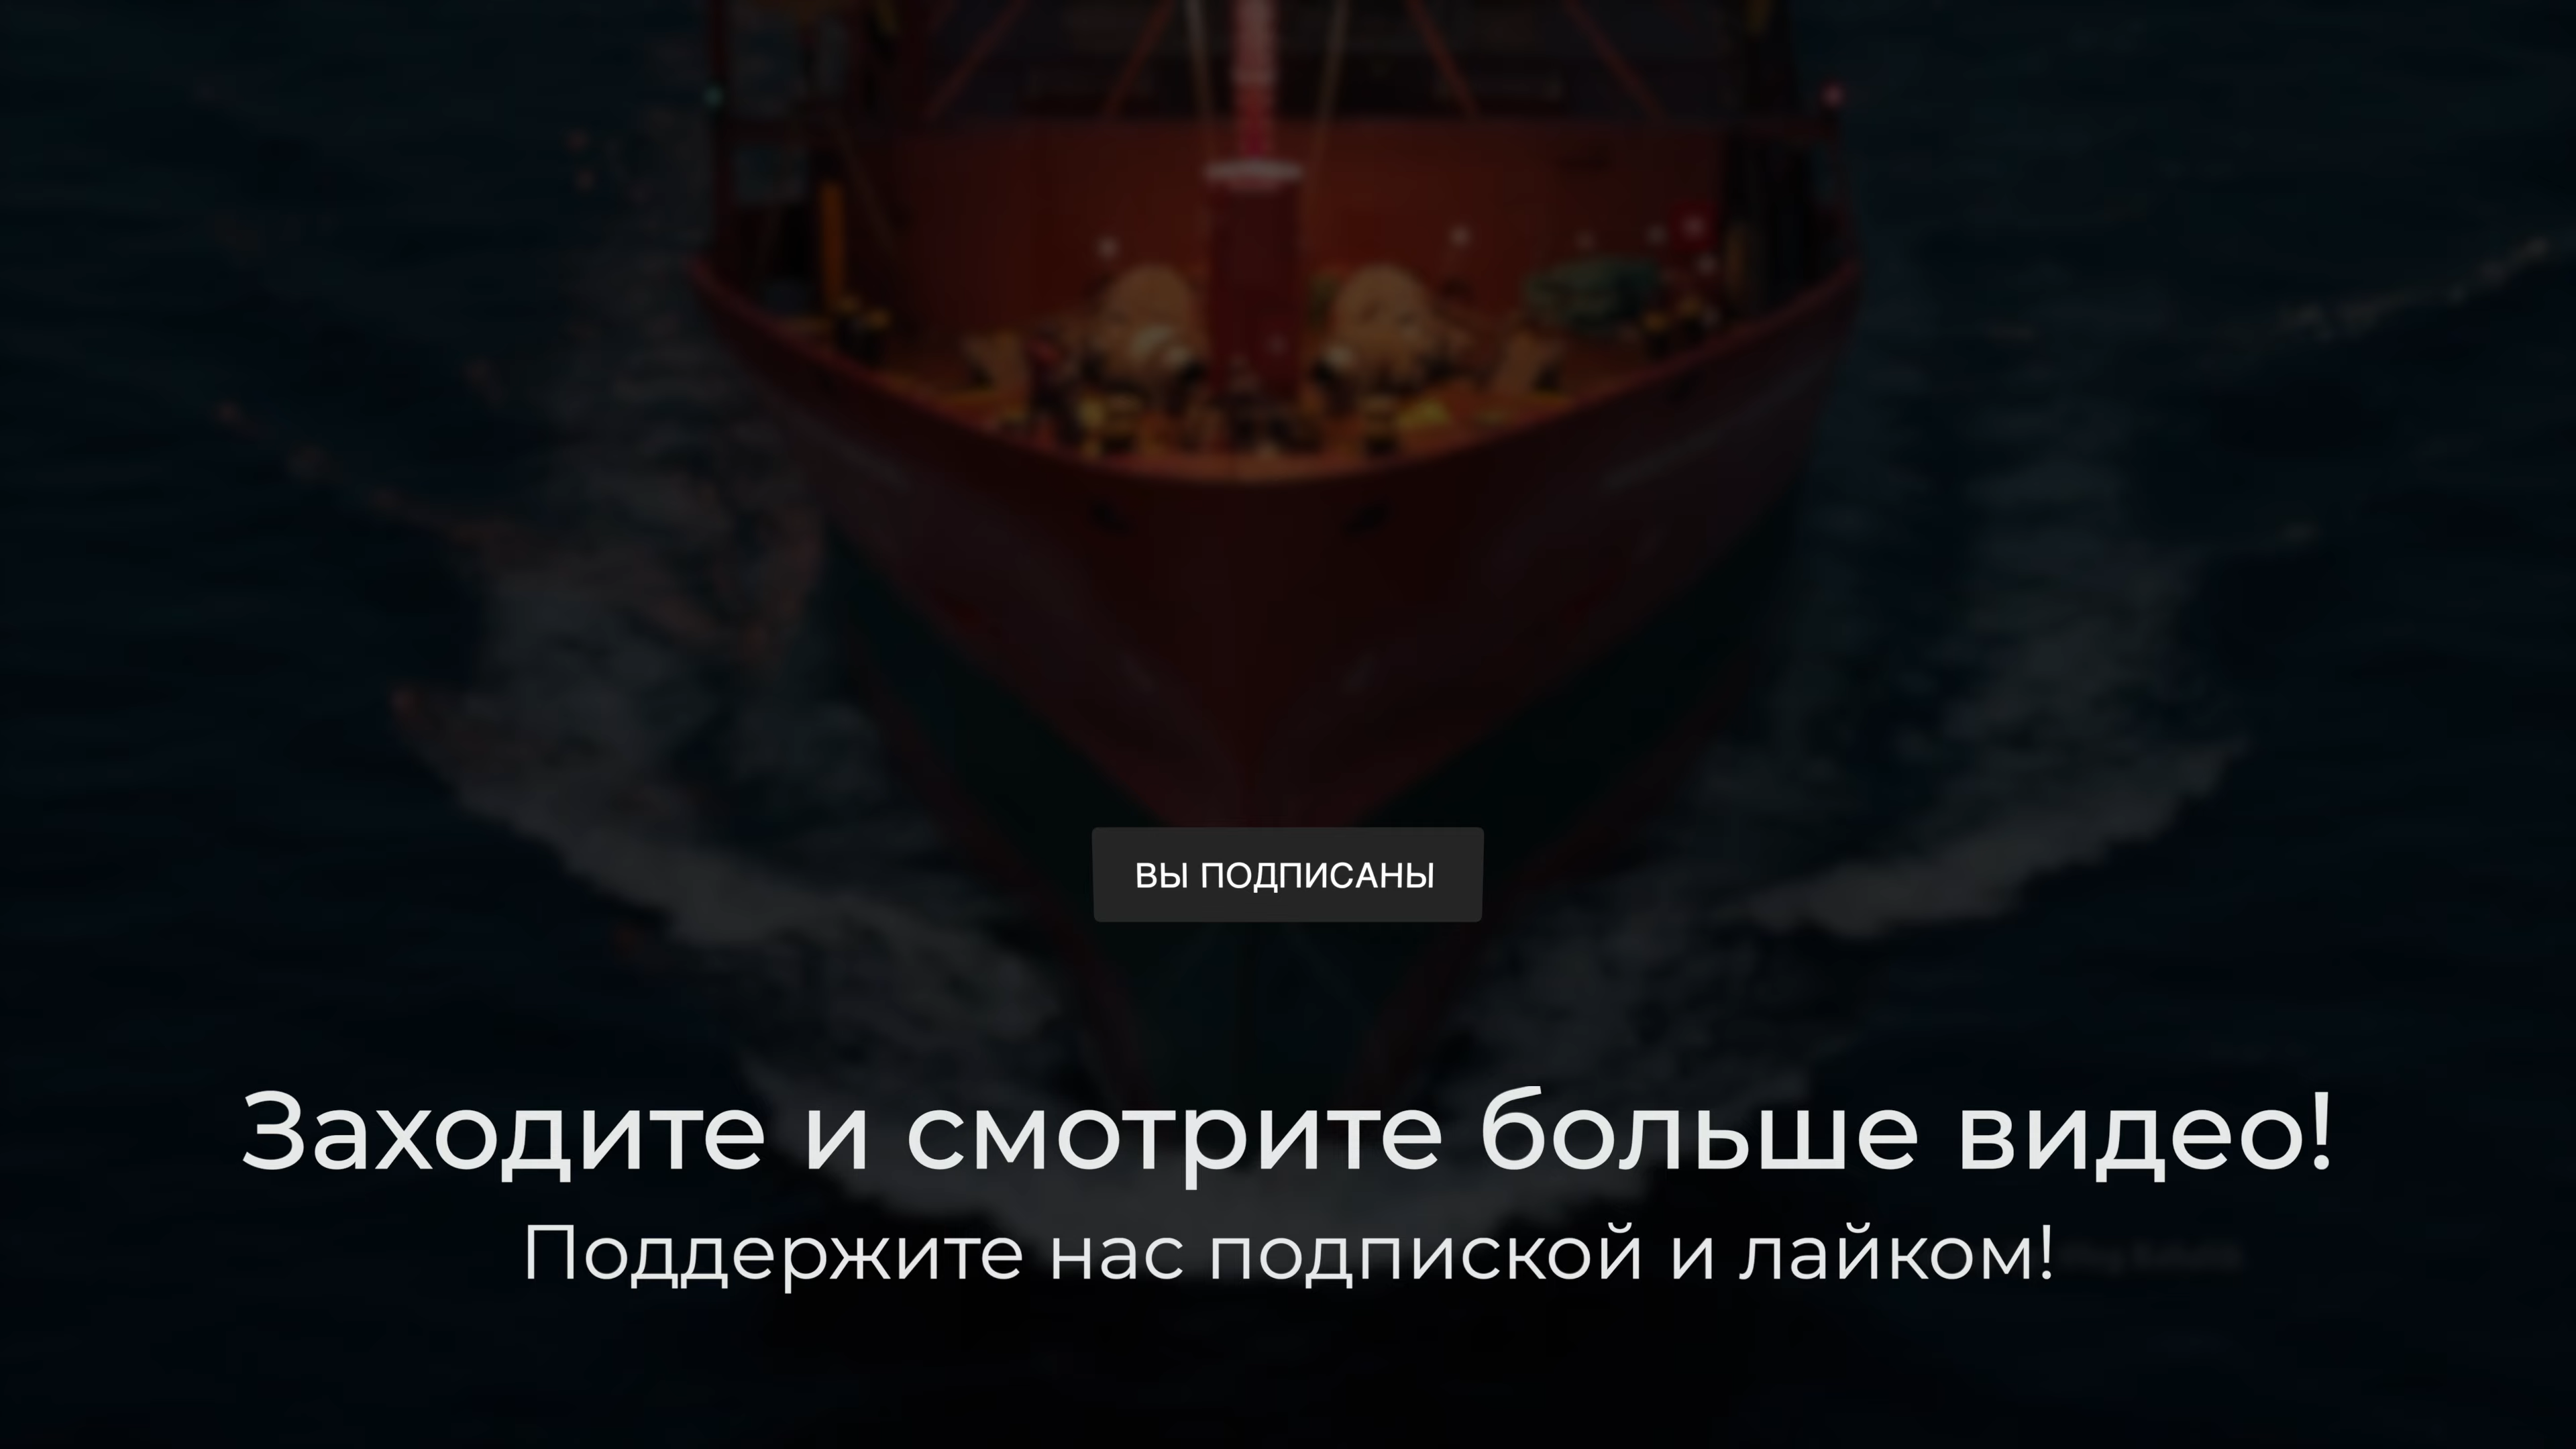 ВЫ ПОДПИСАНЫ
Заходите и смотрите больше видео!
Поддержите нас подпиской и лайком!